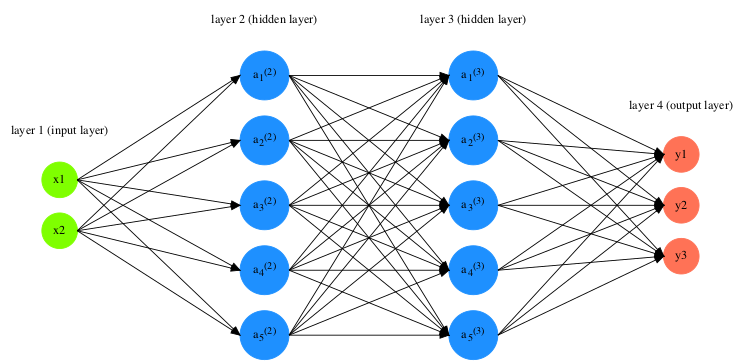 layer 2 (hidden layer)
layer 3 (hidden layer)
layer 4 (output layer)
layer 1 (input layer)
a₁⁽²⁾
a₂⁽²⁾
a₃⁽²⁾
a₄⁽²⁾
a₅⁽²⁾
a₁⁽³⁾
a₂⁽³⁾
a₃⁽³⁾
a₄⁽³⁾
a₅⁽³⁾
x1
x2
y1
y2
y3